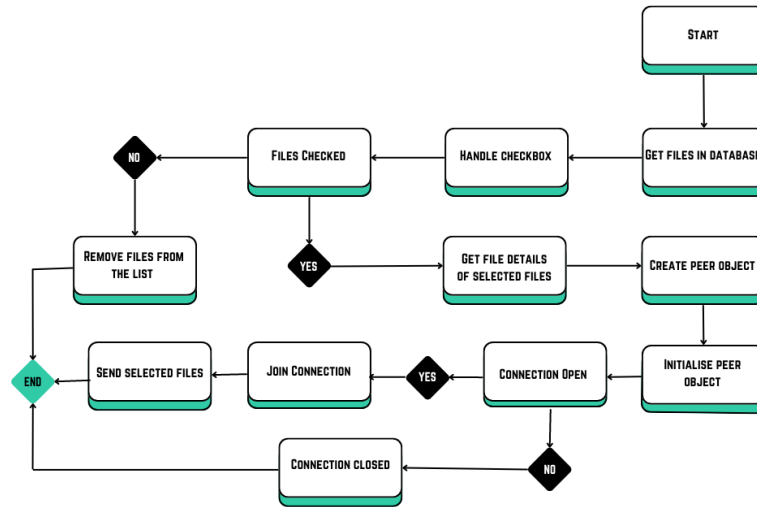 Start
Files Checked
Handle checkbox
Get files in database
No
Remove files from
the list
Yes
Get file details
of selected files
Create peer object
Send selected files
Join Connection
Yes
Connection Open
Initialise peer
object
End
Connection closed
No